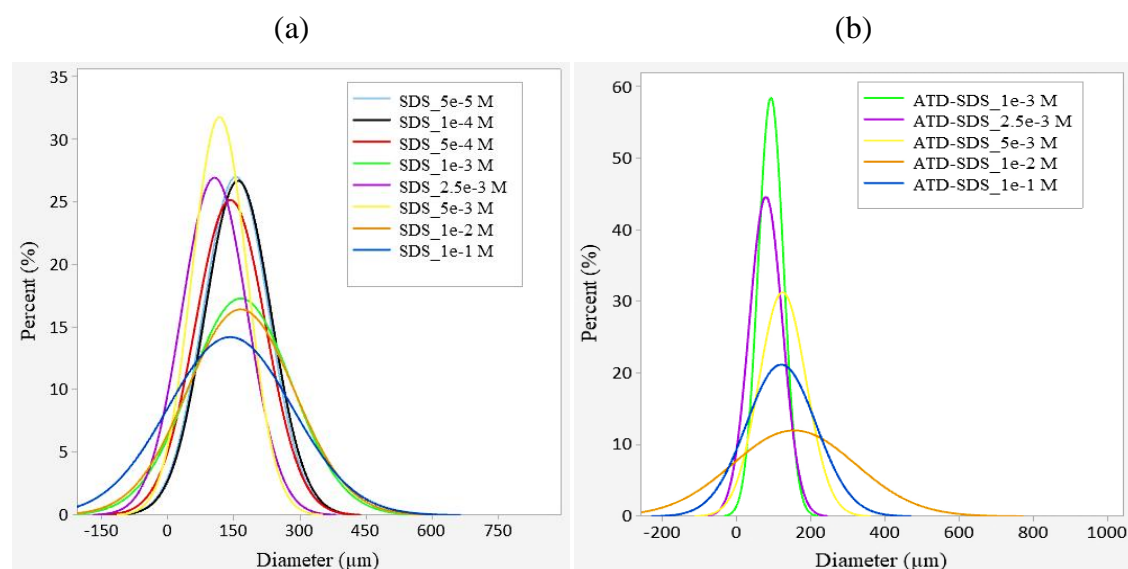 (a)
35
30
25
20
15
10
5
0
Percent (%)
-150
0
150
300
450
600
750
Diameter (µm)
SDS_5e-5 M
SDS_1e-4 M
SDS_5e-4 M
SDS_1e-3 M
SDS_2.5e-3 M
SDS_5e-3 M
SDS_1e-2 M
SDS_1e-1 M
(b)
60
50
40
30
20
10
0
Percent (%)
-200
0
200
400
600
800
1000
Diameter (µm)
ATD-SDS_1e-3 M
ATD-SDS_2.5e-3 M
ATD-SDS_5e-3 M
ATD-SDS_1e-2 M
ATD-SDS_1e-1 M